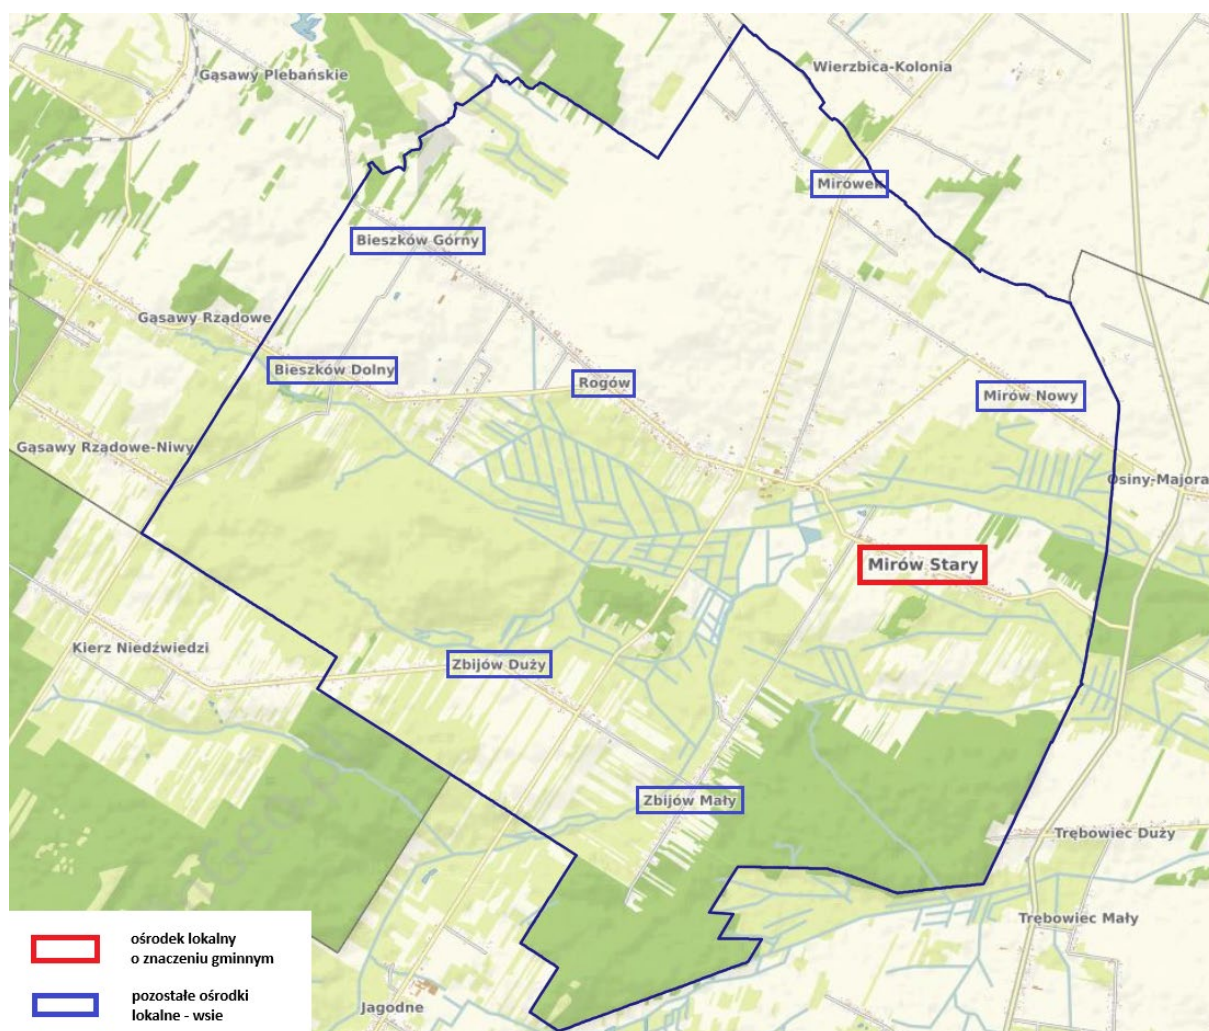 Wierzbica-Kolonia
Gąsawy Plebańskie
Mirówek
Bieszków Górny
Gąsawy Rządowe
Bieszków Dolny
Rogów
Mirów Nowy
Gąsawy Rządowe-Niwy
Osiny-Majora
Mirów Stary
Kierz Niedźwiedzi
Zbijów Duży
Zbijów Mały
Trębowiec Duży
Trębowiec Mały
Jagodne
ośrodek lokalny
o znaczeniu gminnym
pozostałe ośrodki
lokalne - wsie